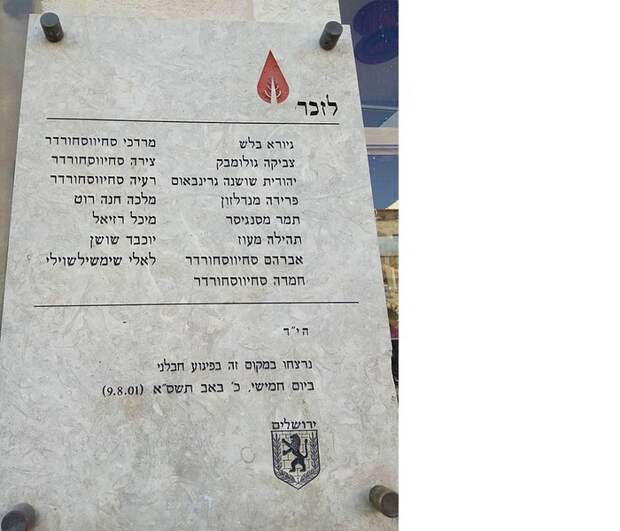 לזכר
גיורא בלש
צביקה גולומבק
יהודית שושנה גרינבאום
פרידה מנדלזון
תמר מסנגיסר
תהילה מעוז
אברהם סחיווסחורדר
חמדה סחיווסחורדר
מרדכי סחיווסחורדר
צירה סחיווסחורדר
רעיה סחיווסחורדר
מלכה חנה רוט
מיכל רזיאל
יוכבד שושן
לאלי שימשילשוילי
הי״ד
נרצחו במקום זה בפיגוע חבלני
ביום חמישי, כ׳ באב תשס״א (9.8.01)
ירושלים